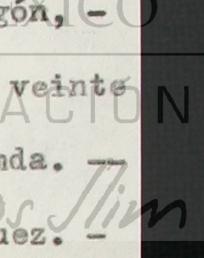 gón, -
veinte
nda. —
uez. -